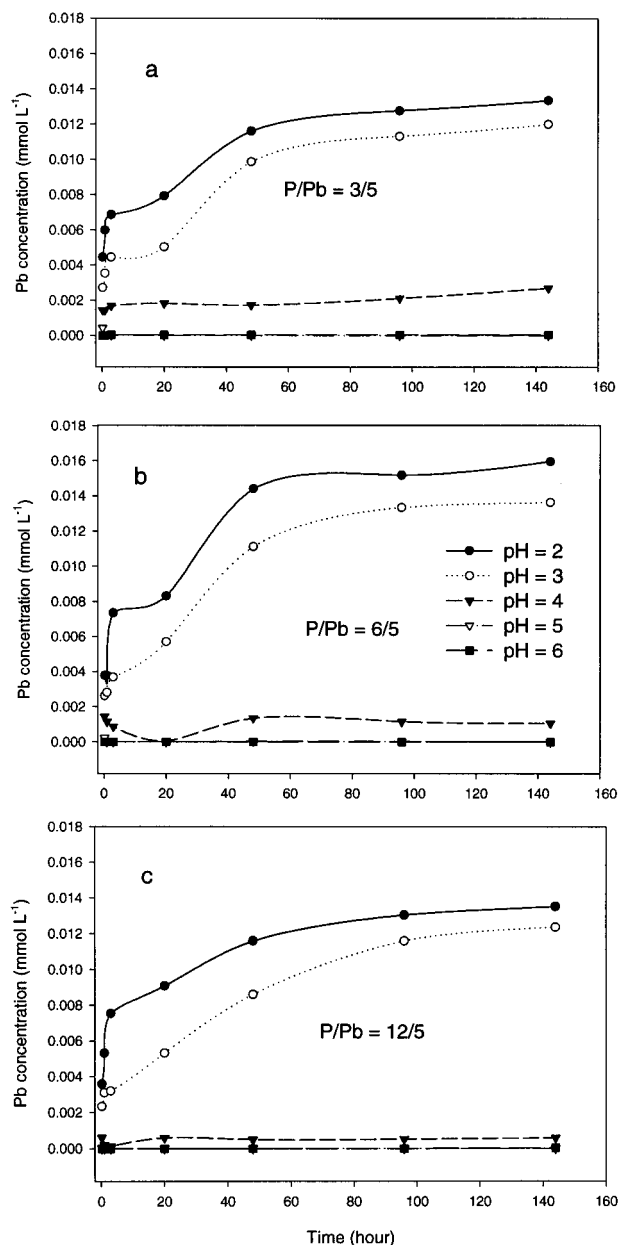 a
0.018
0.016
0.014
0.012
0.010
0.008
0.006
0.004
0.002
0.000
Pb concentration (mmol L⁻¹)
P/Pb = 3/5
0 20 40 60 80 100 120 140 160
b
0.018
0.016
0.014
0.012
0.010
0.008
0.006
0.004
0.002
0.000
Pb concentration (mmol L⁻¹)
pH = 2
pH = 3
pH = 4
pH = 5
pH = 6
P/Pb = 6/5
0 20 40 60 80 100 120 140 160
c
0.018
0.016
0.014
0.012
0.010
0.008
0.006
0.004
0.002
0.000
Pb concentration (mmol L⁻¹)
P/Pb = 12/5
0 20 40 60 80 100 120 140 160
Time (hour)